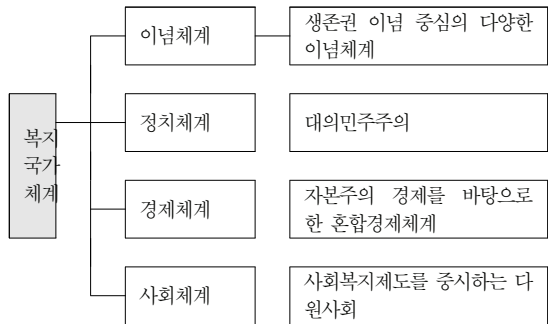 이념체계
생존권 이념 중심의 다양한
이념체계
복지
국가
체계
정치체계
대의민주주의
경제체계
자본주의 경제를 바탕으로
한 혼합경제체계
사회체계
사회복지제도를 중시하는 다
원사회